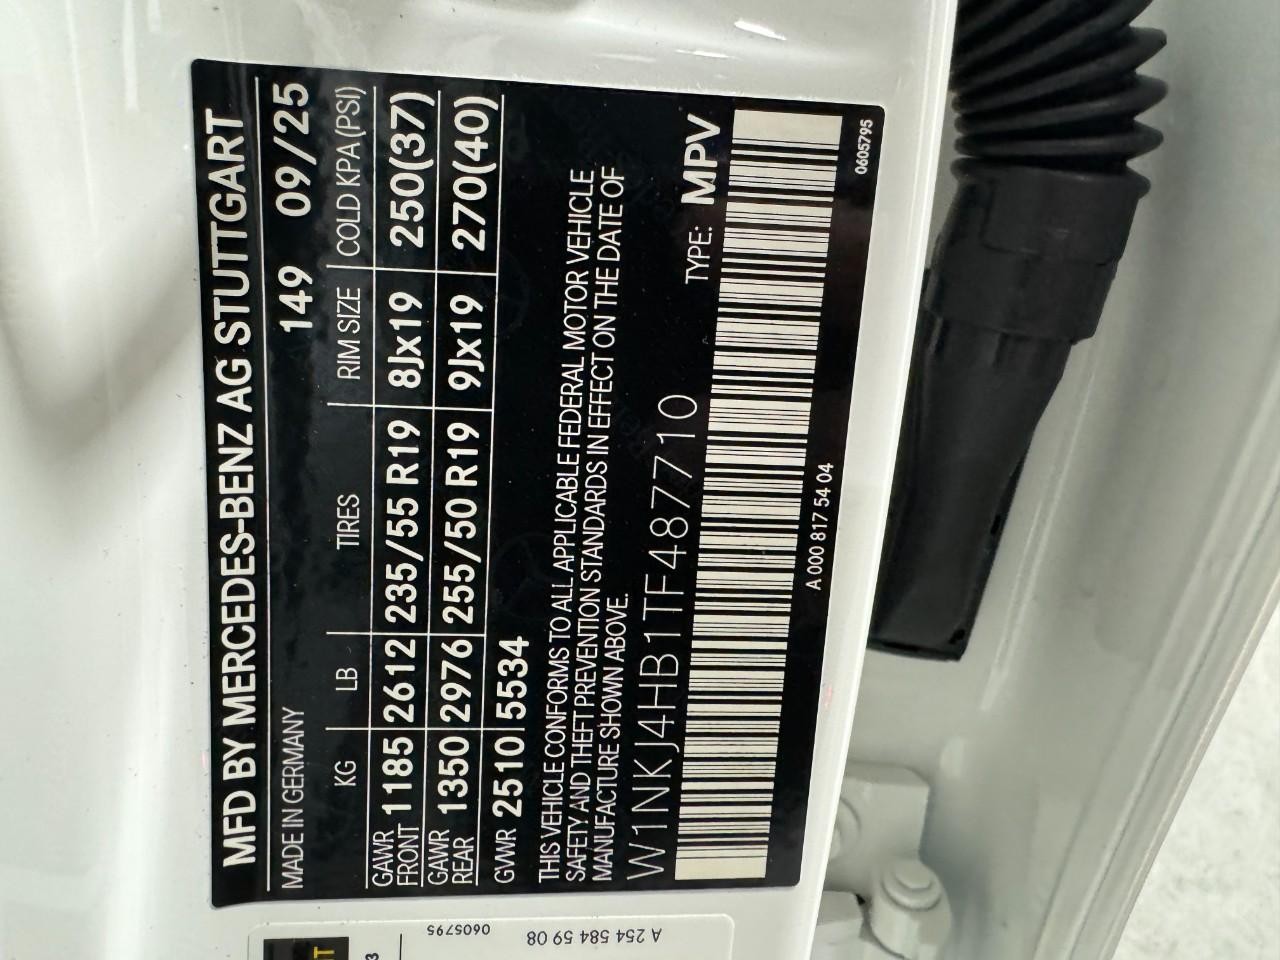 MFD BY MERCEDES-BENZ AG STUTTGART
MADE IN GERMANY 149 09/25
KG LB TIRES RIM SIZE COLD KPA(PSI)
GAWR FRONT 1185 2612 235/55 R19 8Jx19 250(37)
GAWR REAR 1350 2976 255/50 R19 9Jx19 270(40)
GVWR 2510 5534
THIS VEHICLE CONFORMS TO ALL APPLICABLE FEDERAL MOTOR VEHICLE
SAFETY AND THEFT PREVENTION STANDARDS IN EFFECT ON THE DATE OF
MANUFACTURE SHOWN ABOVE.
W1NKJ4HB1TF487710 TYPE: MPV
A 000 817 54 04
0605795
A 254 584 59 08
0605795